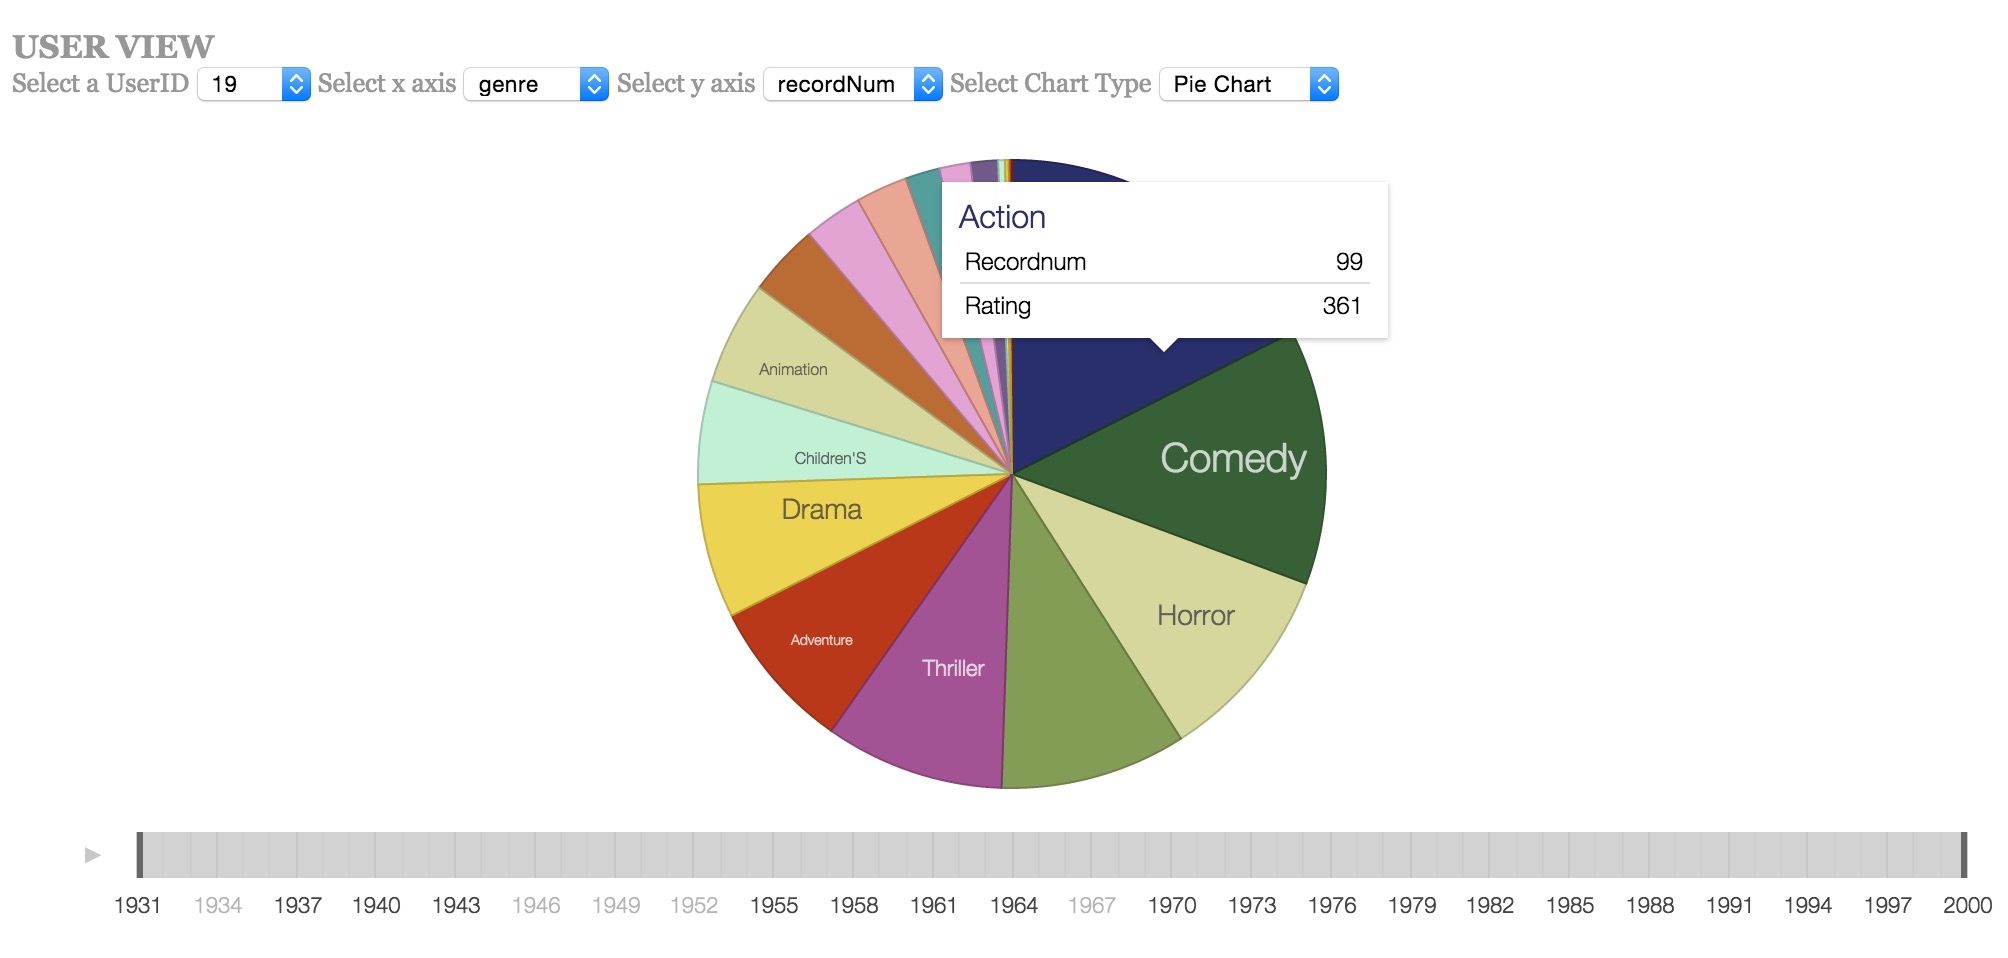 USER VIEW
Select a UserID 19 Select x axis genre Select y axis recordNum Select Chart Type Pie Chart
Action
Recordnum 99
Rating 361
Animation
Comedy
Children'S
Drama
Horror
Adventure
Thriller
1931 1934 1937 1940 1943 1946 1949 1952 1955 1958 1961 1964 1967 1970 1973 1976 1979 1982 1985 1988 1991 1994 1997 2000